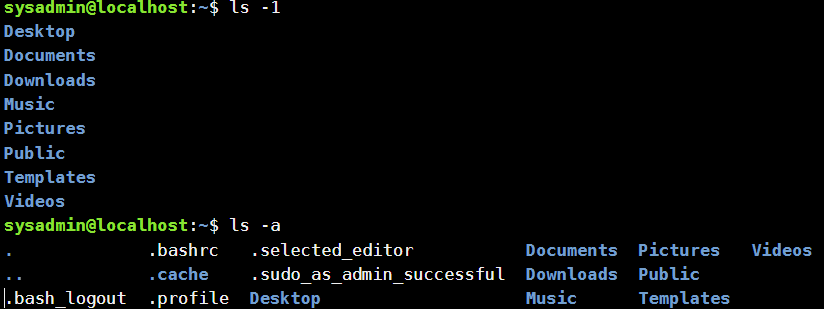 sysadmin@localhost:~$ ls -1
Desktop
Documents
Downloads
Music
Pictures
Public
Templates
Videos
sysadmin@localhost:~$ ls -a
. .bashrc .selected_editor Documents Pictures Videos
.. .cache .sudo_as_admin_successful Downloads Public
.bash_logout .profile Desktop Music Templates